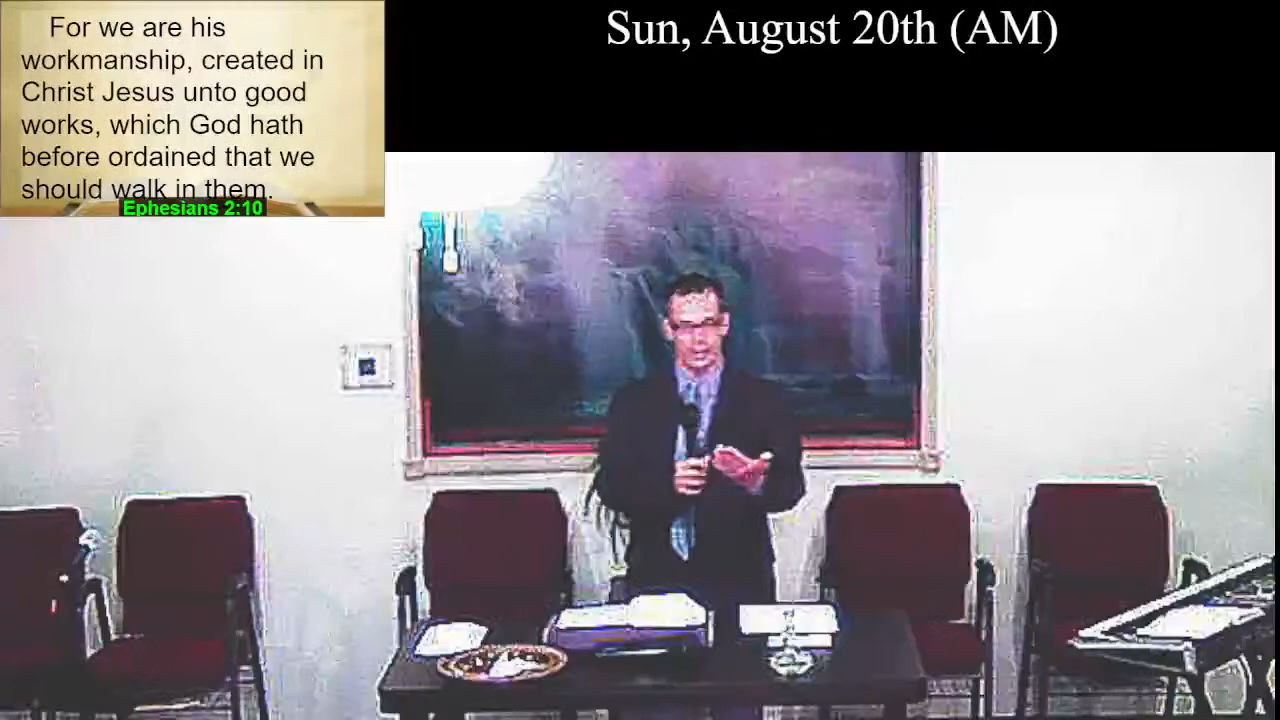 For we are his
workmanship, created in
Christ Jesus unto good
works, which God hath
before ordained that we
should walk in them.
Ephesians 2:10
Sun, August 20th (AM)